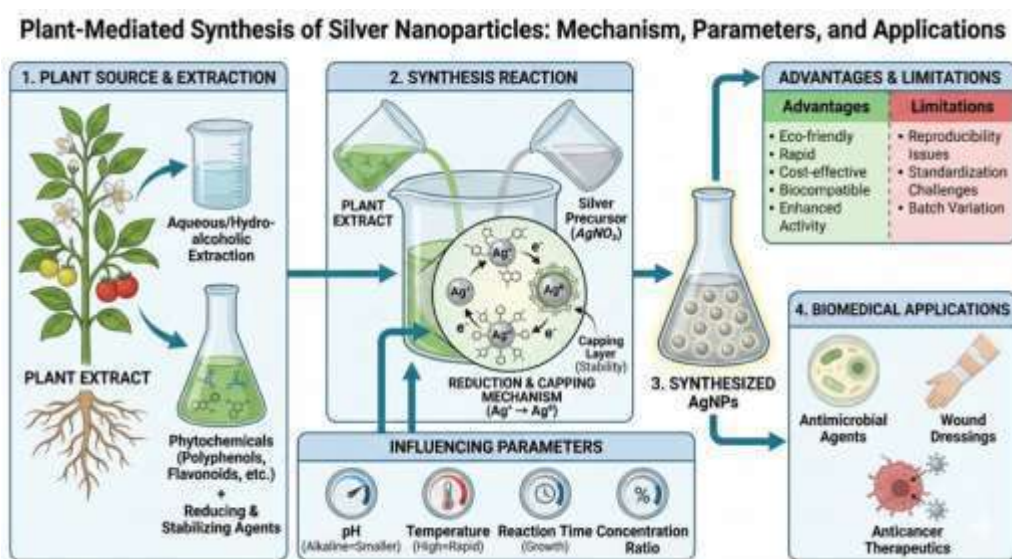 Plant-Mediated Synthesis of Silver Nanoparticles: Mechanism, Parameters, and Applications
1. PLANT SOURCE & EXTRACTION
Aqueous/Hydro-
alcoholic
Extraction
PLANT EXTRACT
Phytochemicals
(Polyphenols,
Flavonoids, etc.)
+
Reducing &
Stabilizing Agents
2. SYNTHESIS REACTION
PLANT
EXTRACT
Silver
Precursor
(AgNO₃)
Ag⁺
e⁻
Ag⁺
Ag⁰
e⁻
Ag⁺
e⁻
Capping
Layer
(Stability)
REDUCTION & CAPPING
MECHANISM
(Ag⁺ → Ag⁰)
INFLUENCING PARAMETERS
pH
(Alkaline=Smaller)
Temperature
(High=Rapid)
Reaction Time
(Growth)
%
Concentration
Ratio
3. SYNTHESIZED
AgNPs
ADVANTAGES & LIMITATIONS
Advantages
• Eco-friendly
• Rapid
• Cost-effective
• Biocompatible
• Enhanced
Activity
Limitations
• Reproducibility
Issues
• Standardization
Challenges
• Batch Variation
4. BIOMEDICAL APPLICATIONS
Antimicrobial
Agents
Wound
Dressings
Anticancer
Therapeutics